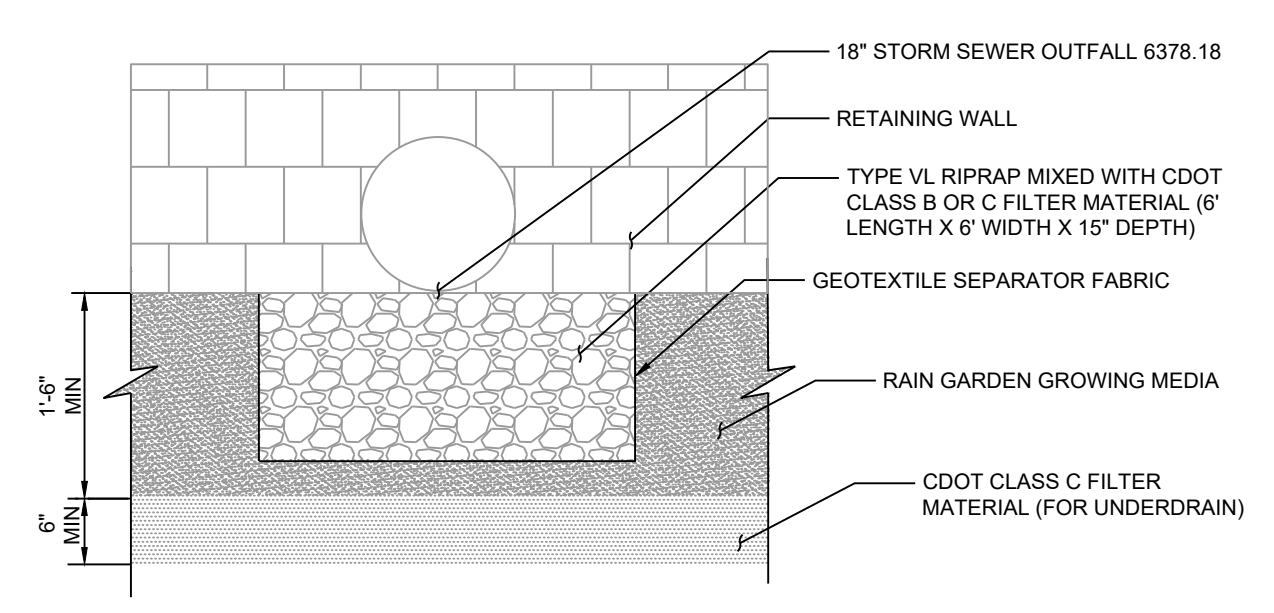 18" STORM SEWER OUTFALL 6378.18
RETAINING WALL
TYPE VL RIPRAP MIXED WITH CDOT
CLASS B OR C FILTER MATERIAL (6'
LENGTH X 6' WIDTH X 15" DEPTH)
GEOTEXTILE SEPARATOR FABRIC
1'-6"
MIN
RAIN GARDEN GROWING MEDIA
6"
MIN
CDOT CLASS C FILTER
MATERIAL (FOR UNDERDRAIN)